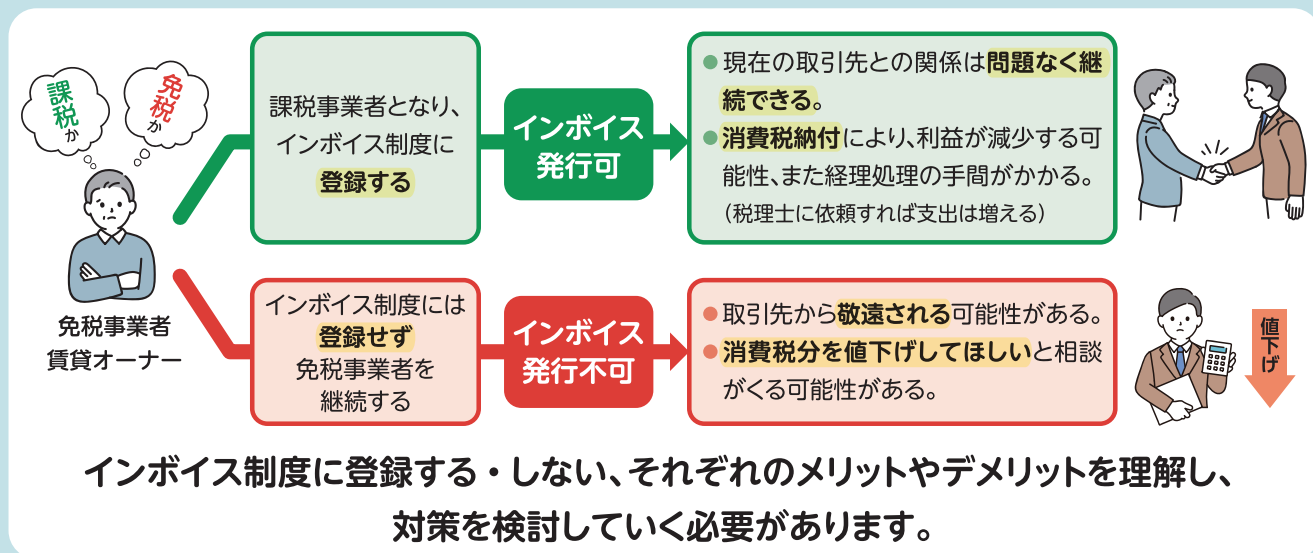 課税か
免税か
免税事業者
賃貸オーナー
課税事業者となり、
インボイス制度に
登録する
インボイス
発行可
●現在の取引先との関係は問題なく継
続できる。
●消費税納付により、利益が減少する可
能性、また経理処理の手間がかかる。
(税理士に依頼すれば支出は増える)
インボイス制度には
登録せず
免税事業者を
継続する
インボイス
発行不可
●取引先から敬遠される可能性がある。
●消費税分を値下げしてほしいと相談
がくる可能性がある。
値下げ
インボイス制度に登録する・しない、それぞれのメリットやデメリットを理解し、
対策を検討していく必要があります。